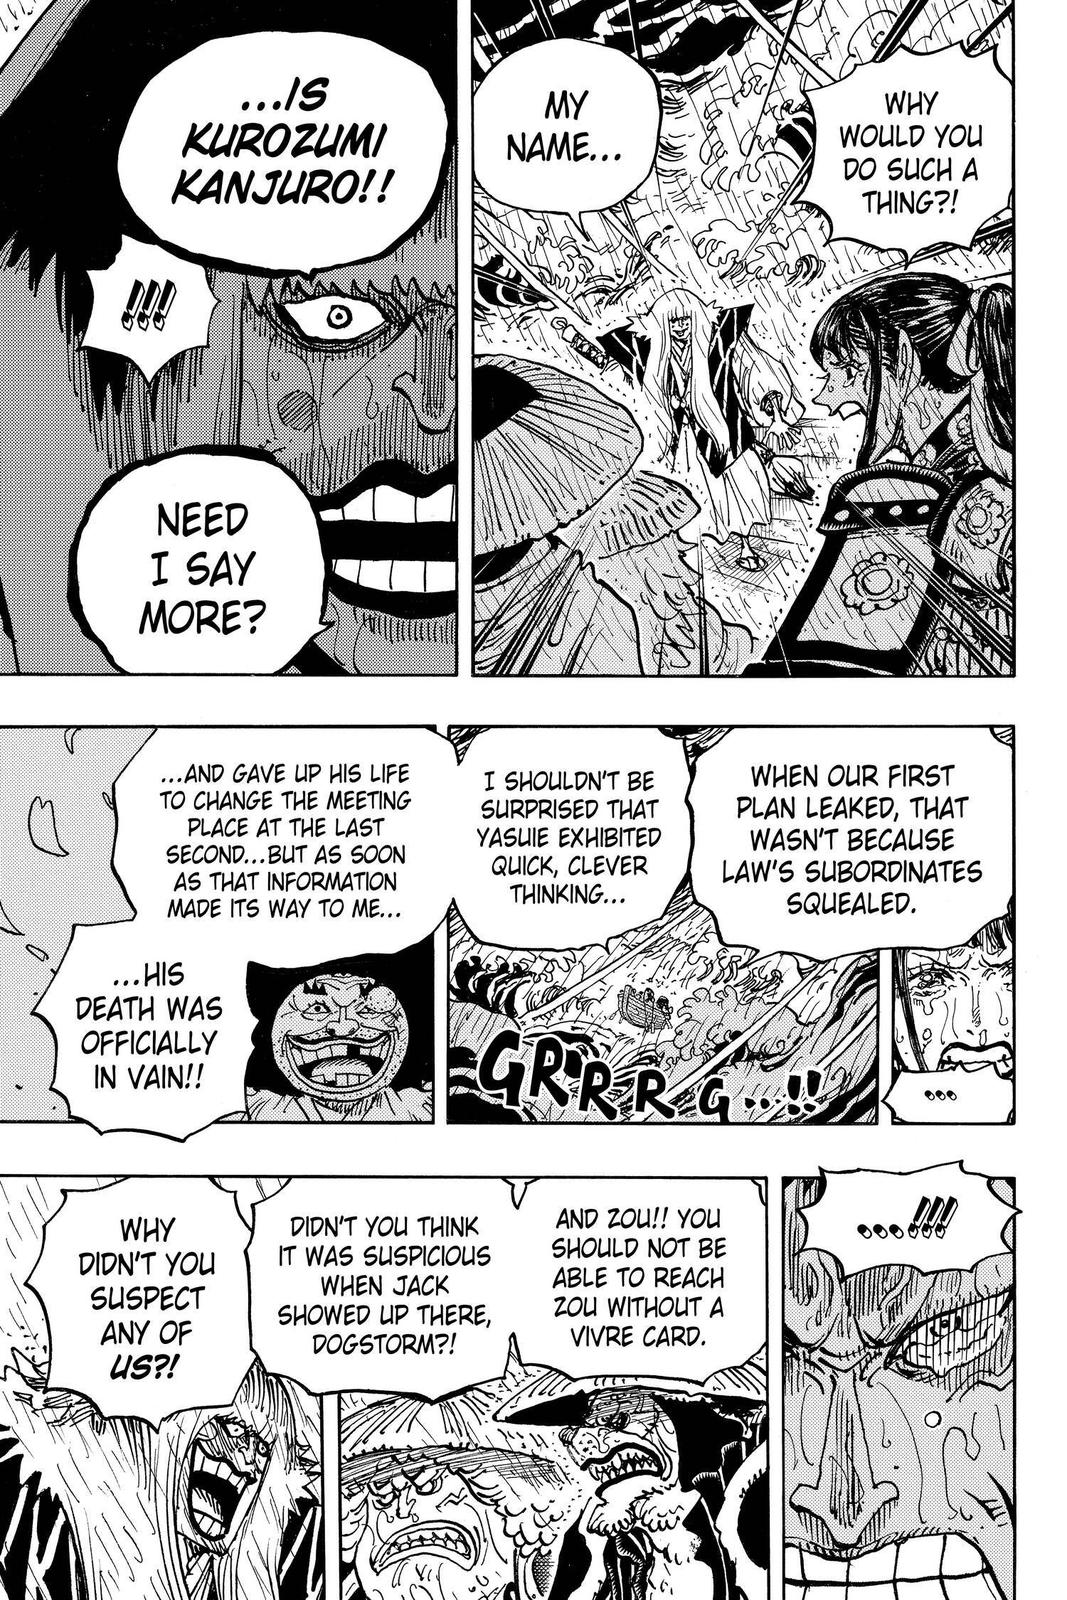 WHY
WOULD YOU
DO SUCH A
THING?!
MY
NAME...
...IS
KUROZUMI
KANJURO!!
!!!
NEED
I SAY
MORE?
WHEN OUR FIRST
PLAN LEAKED, THAT
WASN'T BECAUSE
LAW'S SUBORDINATES
SQUEALED.
...
I SHOULDN'T BE
SURPRISED THAT
YASUIE EXHIBITED
QUICK, CLEVER
THINKING...
GRRRRG...!!
...AND GAVE UP HIS LIFE
TO CHANGE THE MEETING
PLACE AT THE LAST
SECOND...BUT AS SOON
AS THAT INFORMATION
MADE ITS WAY TO ME...
...HIS
DEATH WAS
OFFICIALLY
IN VAIN!!
...!!!
AND ZOU!! YOU
SHOULD NOT BE
ABLE TO REACH
ZOU WITHOUT A
VIVRE CARD.
DIDN'T YOU THINK
IT WAS SUSPICIOUS
WHEN JACK
SHOWED UP THERE,
DOGSTORM?!
WHY
DIDN'T YOU
SUSPECT
ANY OF
US?!